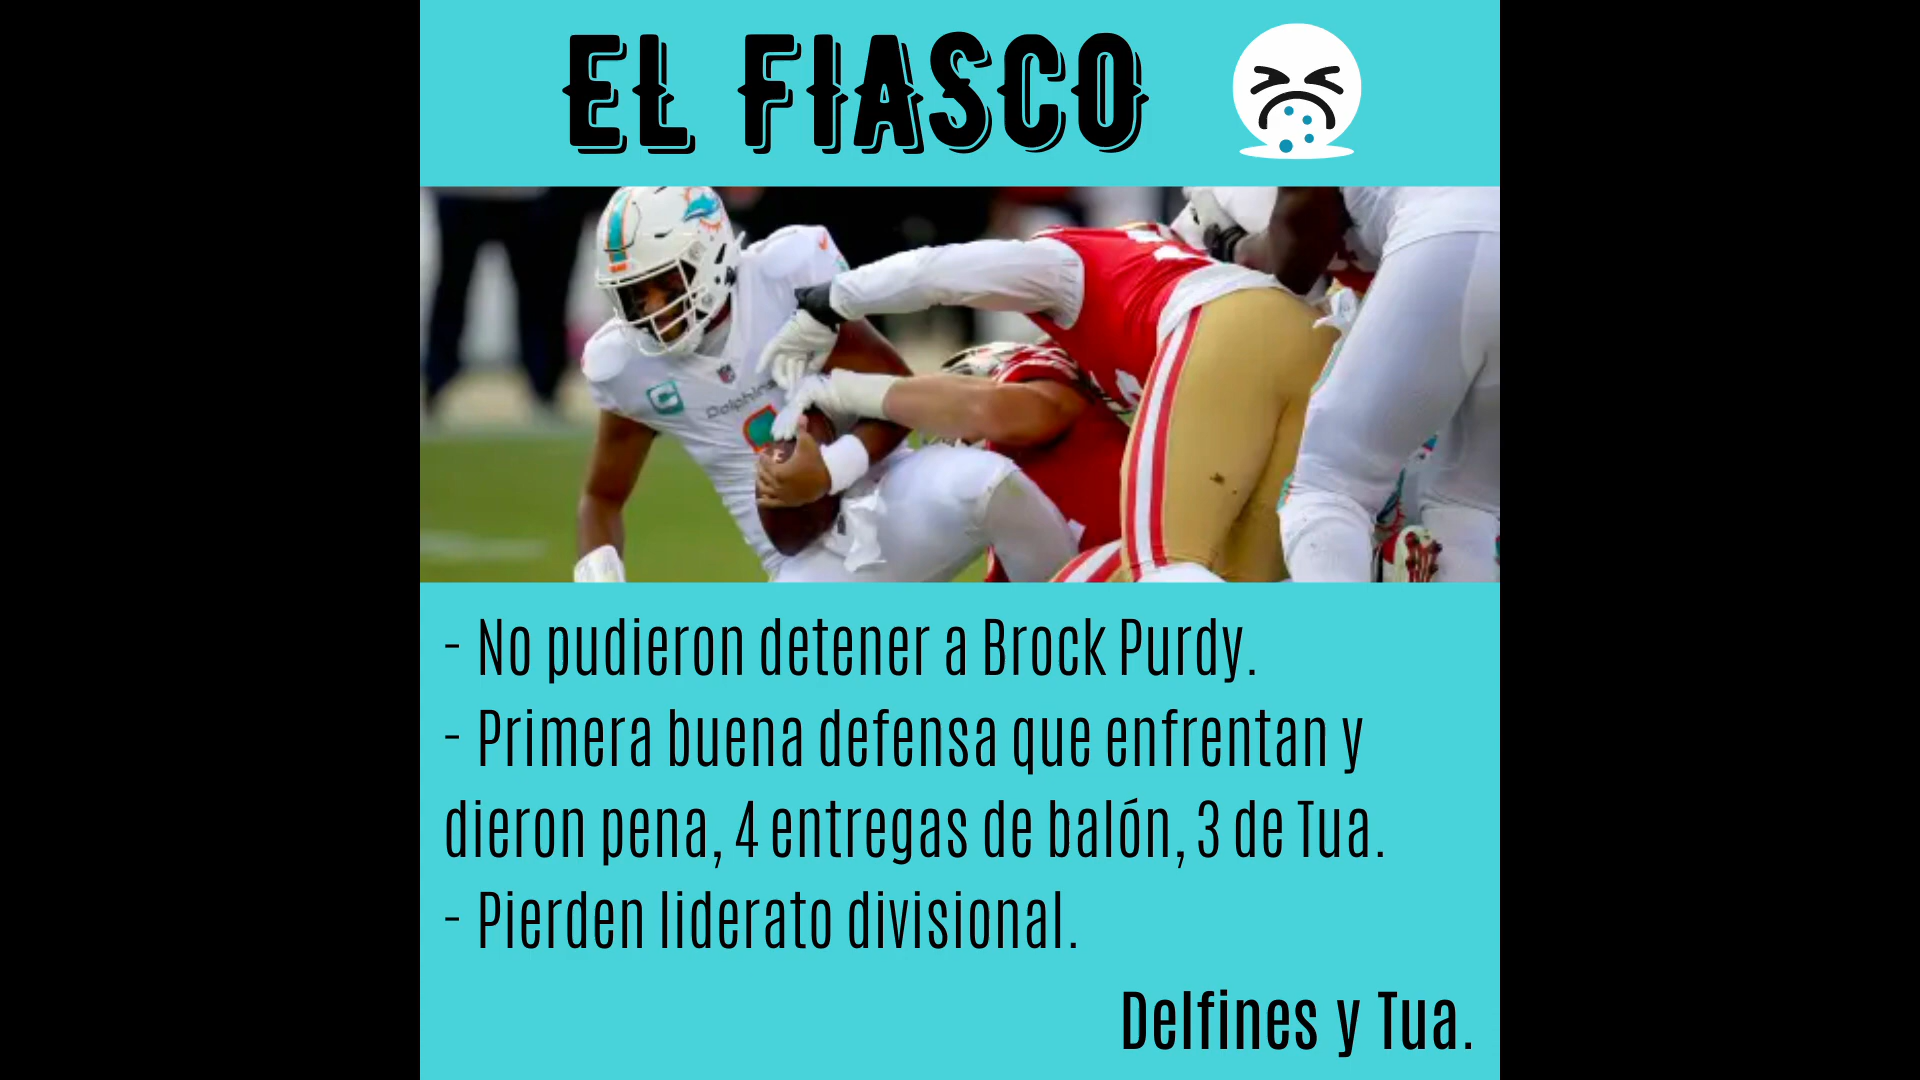 EL FIASCO
Dolphins
- No pudieron detener a Brock Purdy.
- Primera buena defensa que enfrentan y
dieron pena, 4 entregas de balón, 3 de Tua.
- Pierden liderato divisional.
Delfines y Tua.